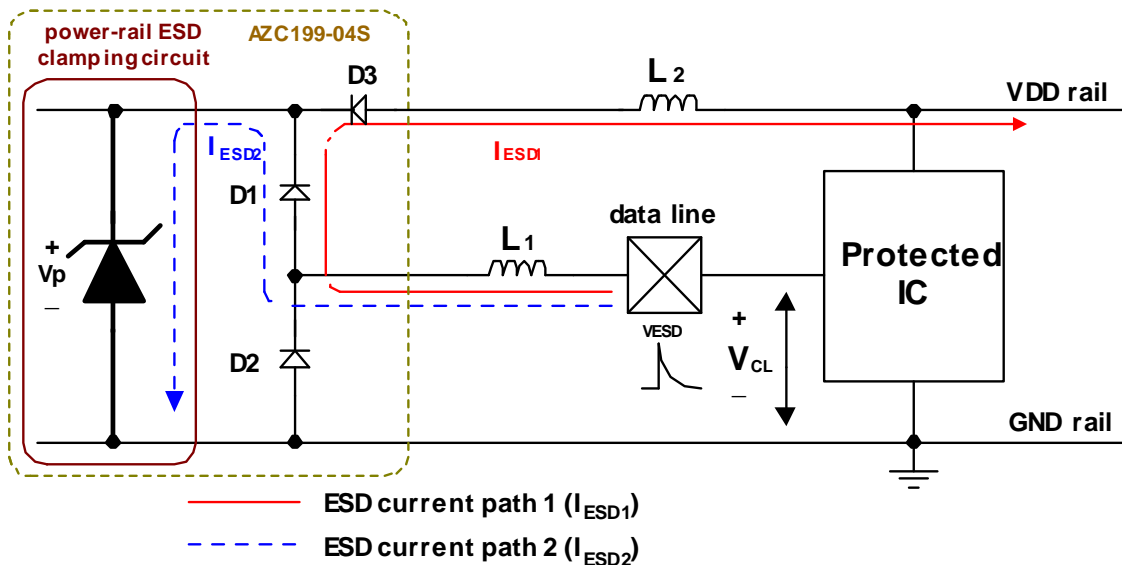 power-rail ESD
clamping circuit
AZC199-04S
D3
L2
VDD rail
IESD2
IESD1
D1
data line
+
Vp
_
L1
Protected
IC
VESD
+
VCL
_
D2
GND rail
ESD current path 1 (IESD1)
ESD current path 2 (IESD2)